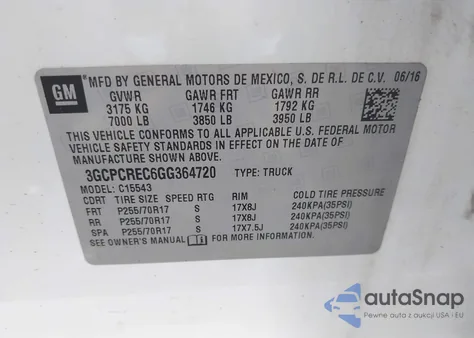 GM
MFD BY GENERAL MOTORS DE MEXICO, S. DE R.L. DE C.V. 06/16
GVWR GAWR FRT GAWR RR
3175 KG 1746 KG 1792 KG
7000 LB 3850 LB 3950 LB
THIS VEHICLE CONFORMS TO ALL APPLICABLE U.S. FEDERAL MOTOR
VEHICLE SAFETY STANDARDS IN EFFECT ON THE DATE OF
MANUFACTURE SHOWN ABOVE.
3GCPCREC6GG364720 TYPE: TRUCK
MODEL: C15543
CDRT TIRE SIZE SPEED RTG RIM COLD TIRE PRESSURE
FRT P255/70R17 S 17X8J 240KPA(35PSI)
RR P255/70R17 S 17X8J 240KPA(35PSI)
SPA P255/70R17 S 17X7.5J 240KPA(35PSI)
SEE OWNER'S MANUAL FOR MORE INFORMATION
autoSnap
Pewne auto z aukcji USA i EU